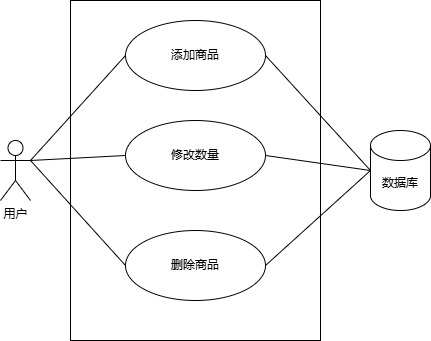 添加商品
修改数量
数据库
用户
删除商品